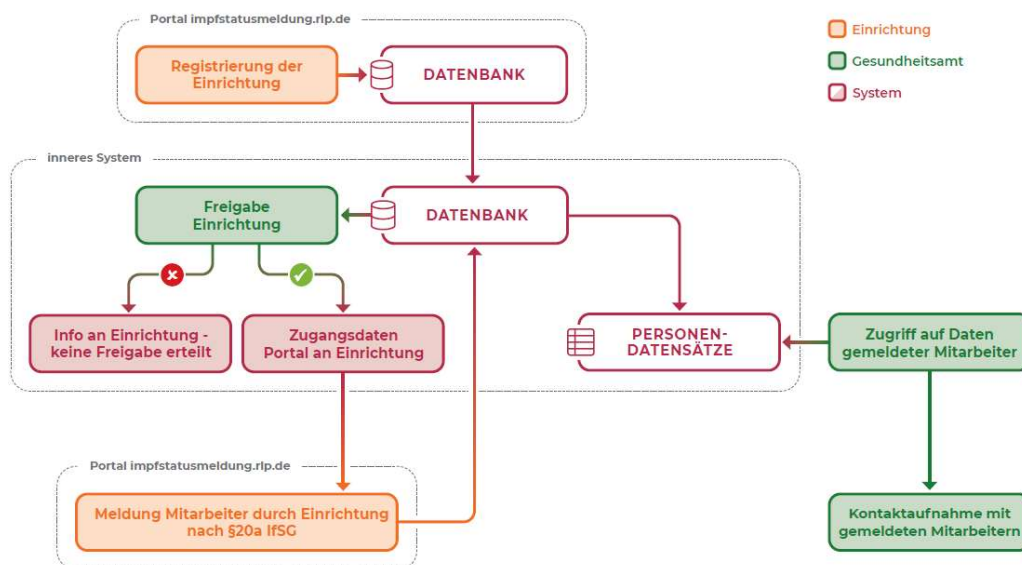 Portal impfstatusmeldung.rlp.de
Registrierung der
Einrichtung
DATENBANK
Einrichtung
Gesundheitsamt
System
inneres System
Freigabe
Einrichtung
DATENBANK
Info an Einrichtung -
keine Freigabe erteilt
Zugangsdaten
Portal an Einrichtung
PERSONEN-
DATENSÄTZE
Zugriff auf Daten
gemeldeter Mitarbeiter
Portal impfstatusmeldung.rlp.de
Meldung Mitarbeiter durch Einrichtung
nach §20a IfSG
Kontaktaufnahme mit
gemeldeten Mitarbeitern